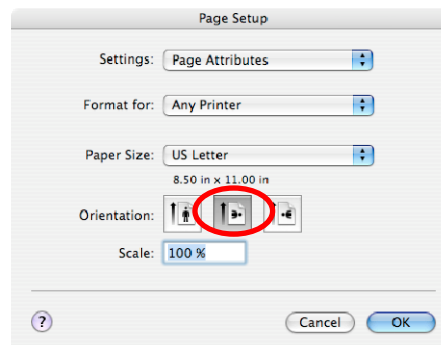 Page Setup
Settings: Page Attributes
Format for: Any Printer
Paper Size: US Letter
8.50 in x 11.00 in
Orientation:
Scale: 100 %
? Cancel OK